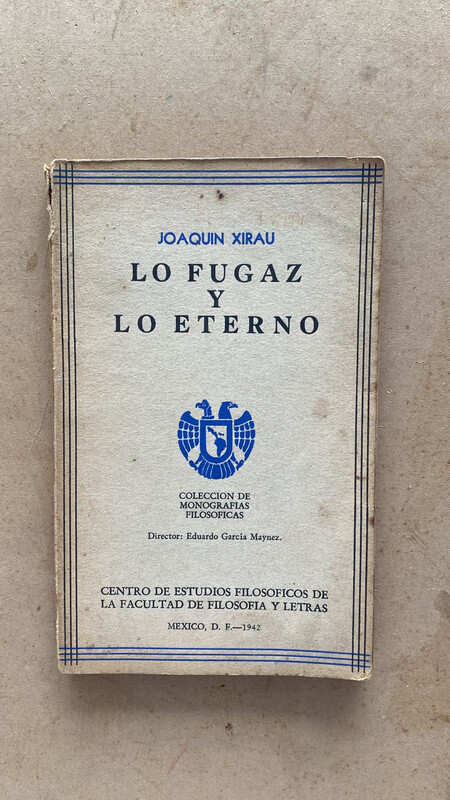 JOAQUIN XIRAU
LO FUGAZ
Y
LO ETERNO
COLECCION DE
MONOGRAFIAS
FILOSOFICAS
Director: Eduardo García Maynez.
CENTRO DE ESTUDIOS FILOSOFICOS DE
LA FACULTAD DE FILOSOFIA Y LETRAS
MEXICO, D. F.—1942